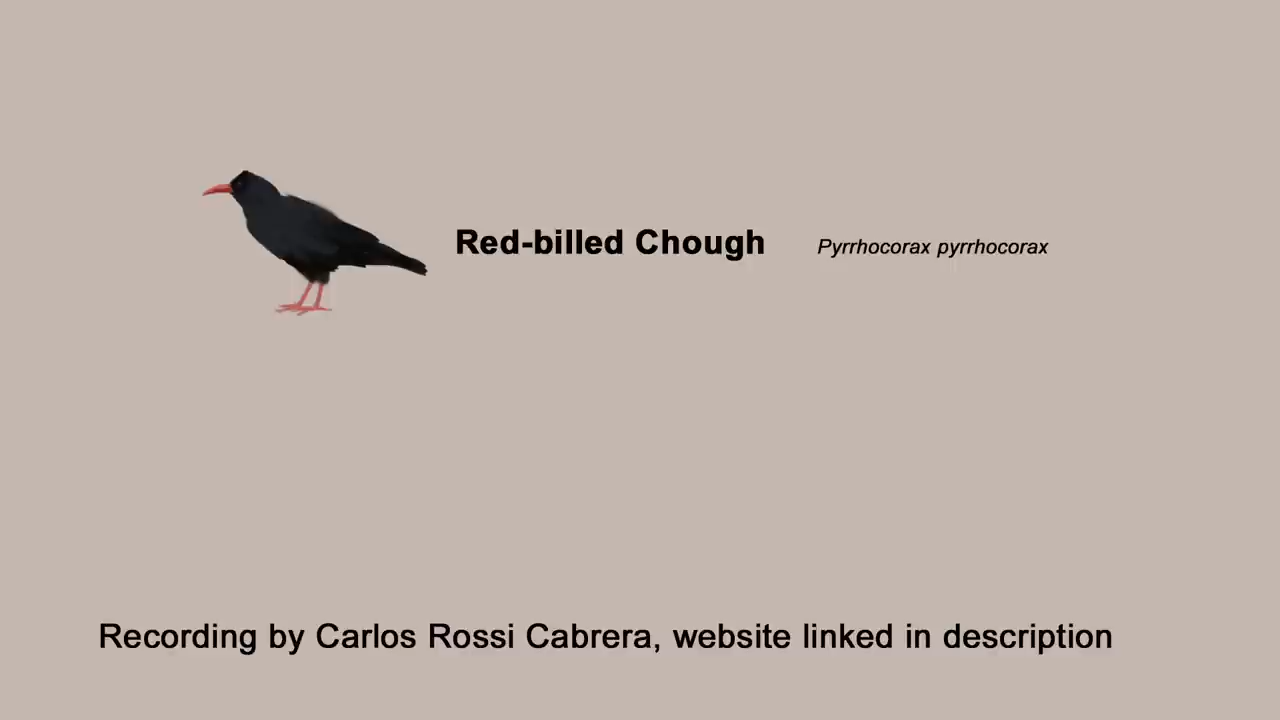 Red-billed Chough Pyrrhocorax pyrrhocorax
Recording by Carlos Rossi Cabrera, website linked in description